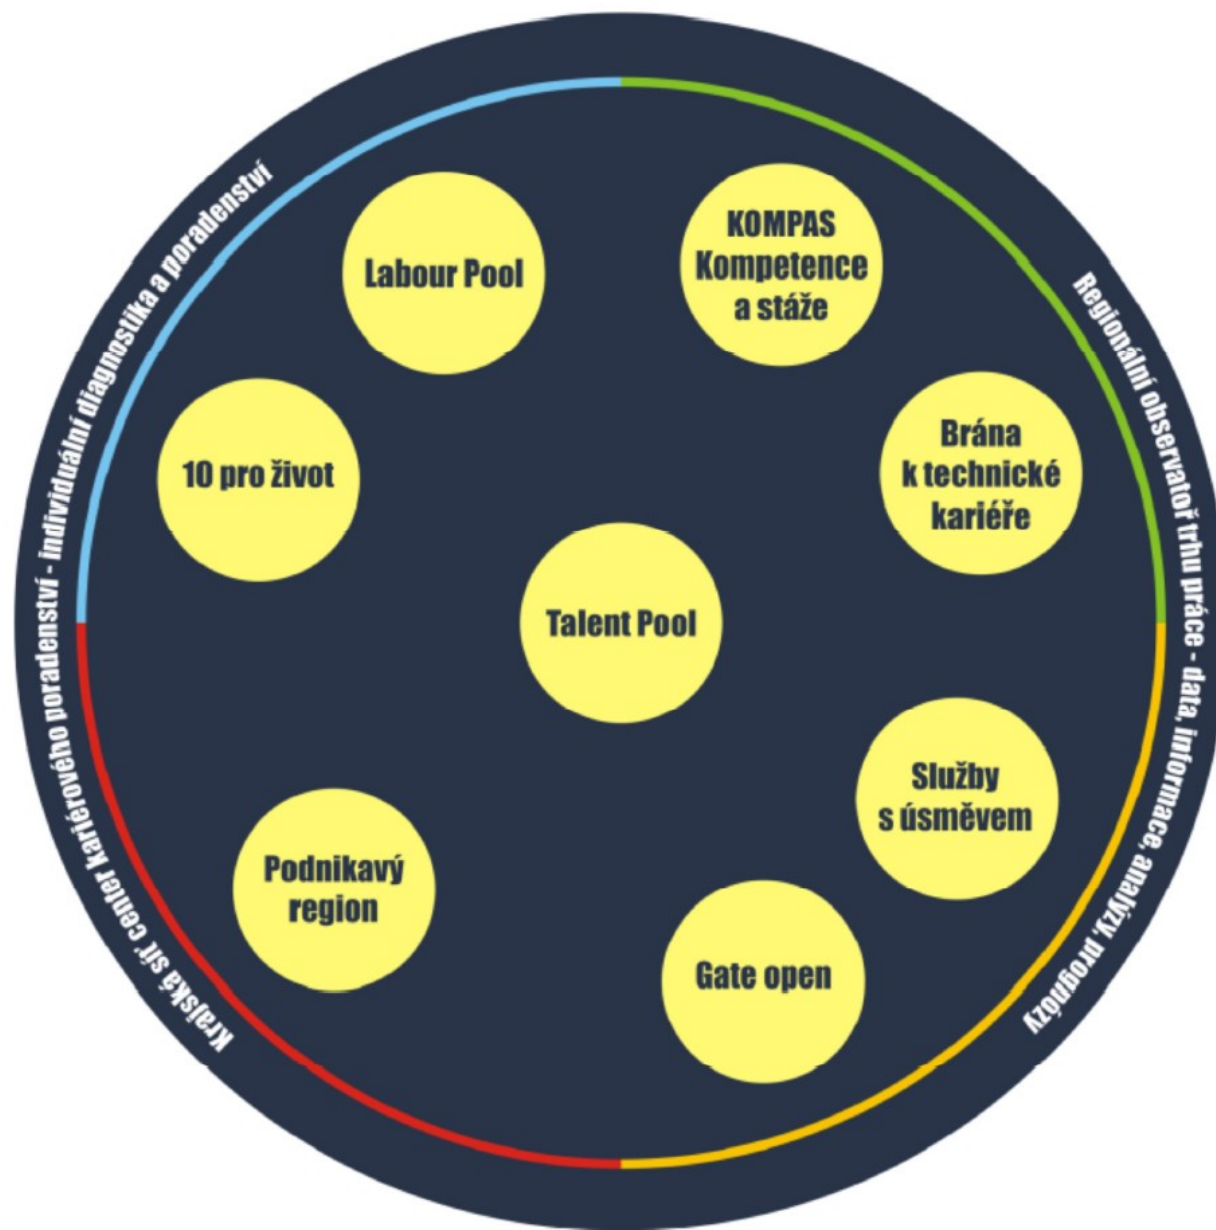 Krajská síť center kariérového poradenství - individuální diagnostika a poradenství
Regionální observatoř trhu práce - data, informace, analýzy, prognózy
Labour Pool
KOMPAS
Kompetence
a stáže
10 pro život
Brána
k technické
kariéře
Talent Pool
Služby
s úsměvem
Podnikavý
region
Gate open